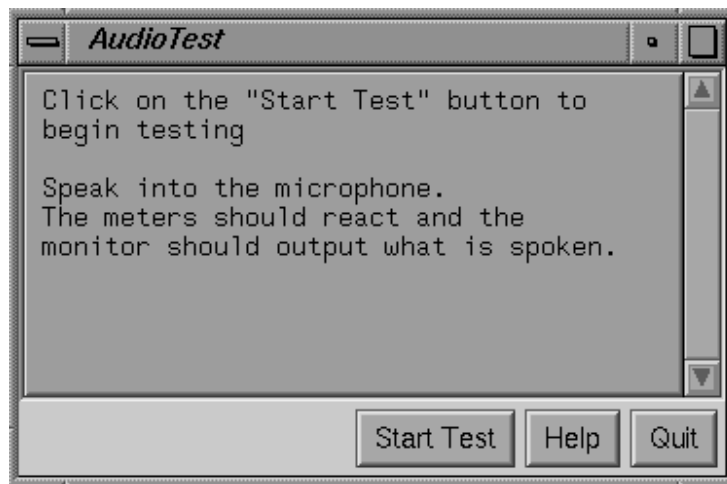 AudioTest
Click on the "Start Test" button to
begin testing
Speak into the microphone.
The meters should react and the
monitor should output what is spoken.
Start Test Help Quit